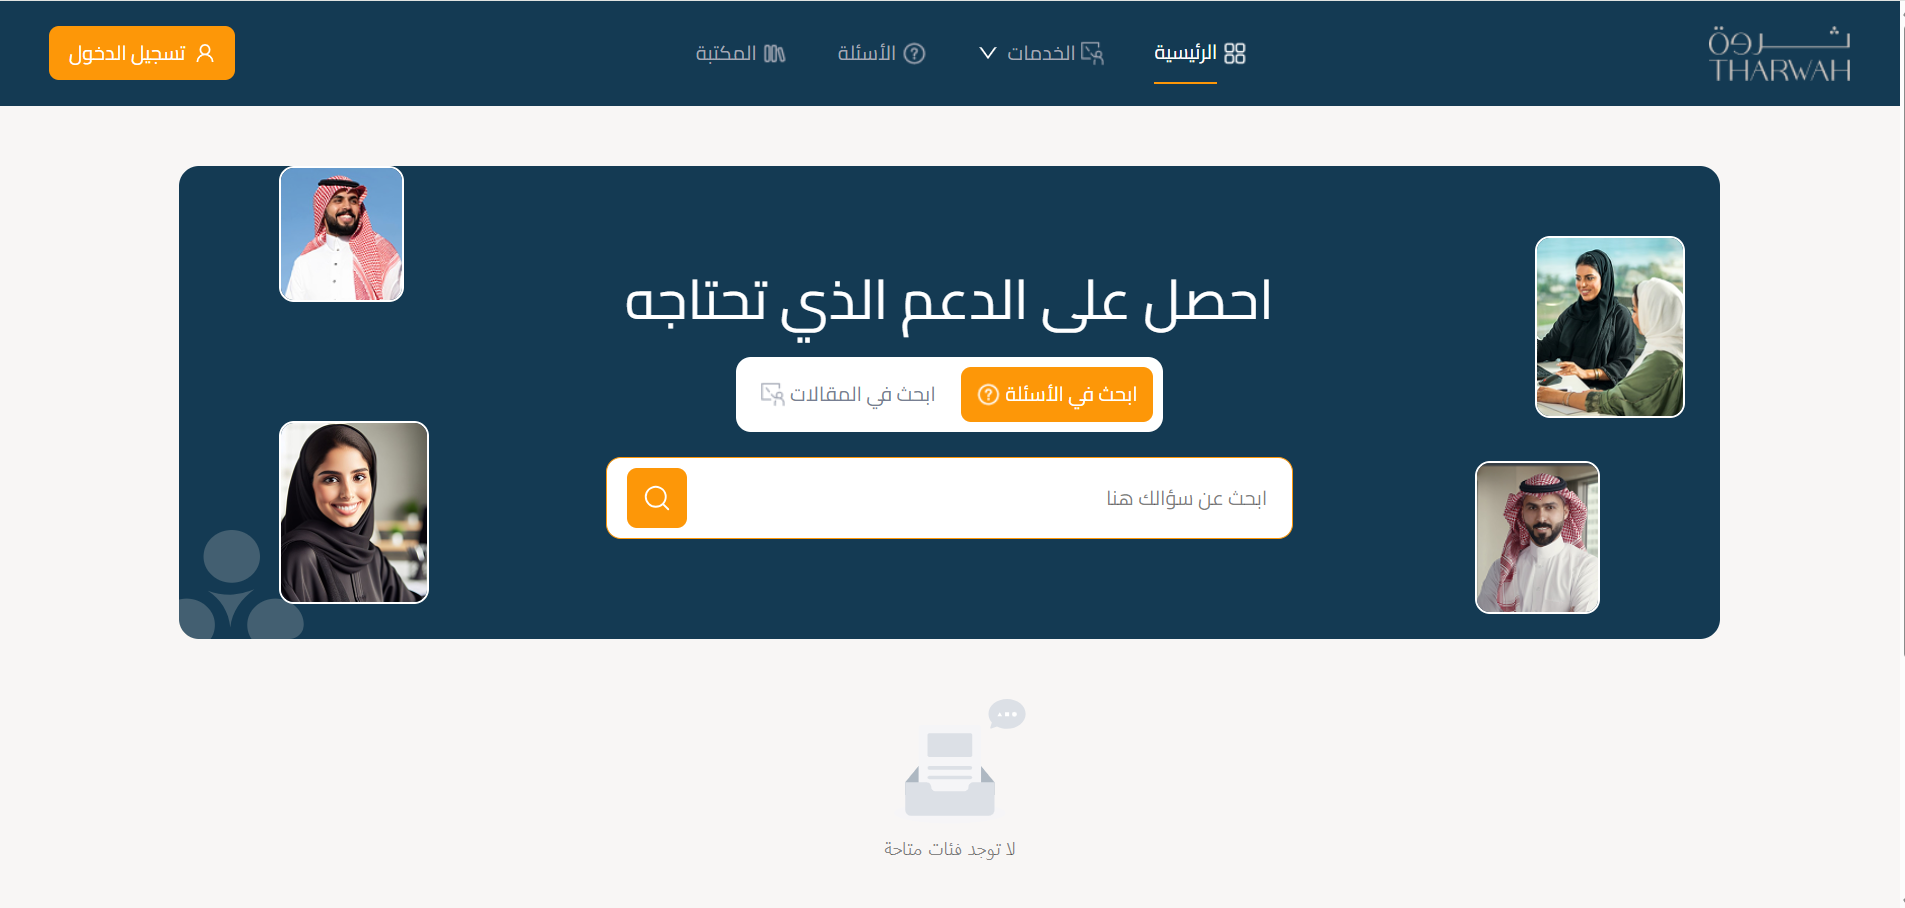 ثروة
THARWAH
الرئيسية
الخدمات
الأسئلة
المكتبة
تسجيل الدخول
احصل على الدعم الذي تحتاجه
ابحث في الأسئلة
ابحث في المقالات
ابحث عن سؤالك هنا
لا توجد فئات متاحة